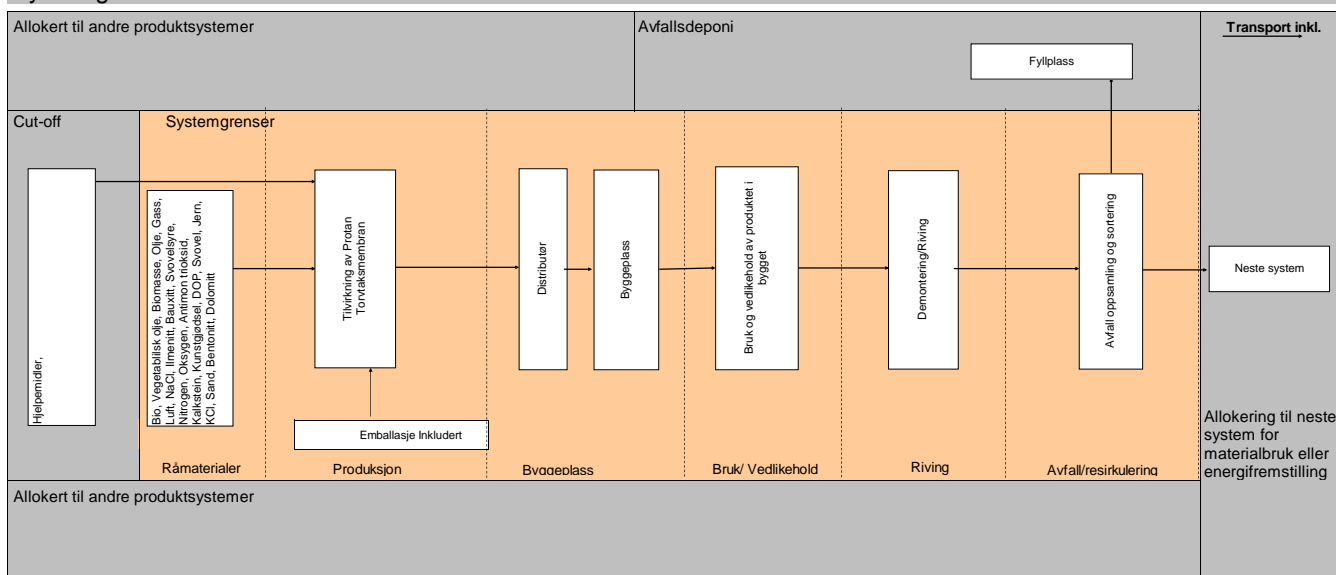 Allokert til andre produktsystemer
Avfallsdeponi
Transport inkl.
Fyllplass
Cut-off
Systemgrenser
Hjelpemidler,
Bio, Vegetablilsk olje, Biomasse, Olje, Gass,
Luft, NaCl, Ilmenitt, Bauxitt, Svovelsyre,
Nitrogen, Oksygen, Antimon trioksid,
Kalkstein, Kunstgjødsel, DOP, Svovel, Jern,
KCl, Sand, Bentonitt, Dolomitt
Tilvirkning av Protan
Torvtaksmembran
Distributør
Byggeplass
Bruk og vedlikehold av produktet i
bygget
Demontering/Riving
Avfall oppsamling og sortering
Neste system
Emballasje Inkludert
Allokering til neste
system for
materialbruk eller
energifremstilling
Råmaterialer
Produksjon
Byggeplass
Bruk/ Vedlikehold
Riving
Avfall/resirkulering
Allokert til andre produktsystemer